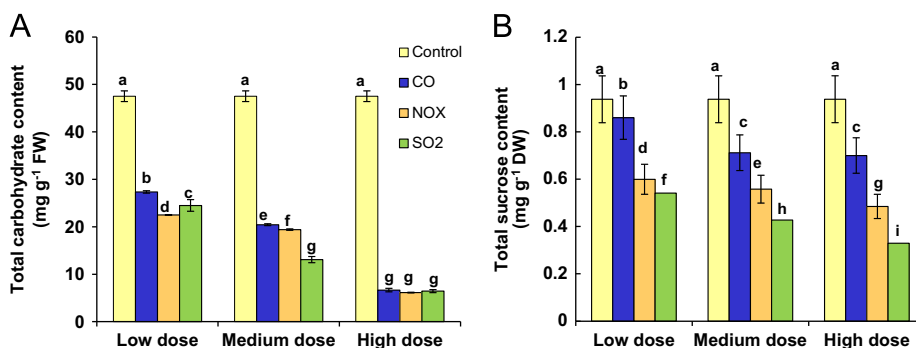 A
Total carbohydrate content
(mg g-1 FW)
60
50
40
30
20
10
0
a
b
d
c
a
e
f
g
a
g
g
g
Control
CO
NOX
SO2
Low dose
Medium dose
High dose
B
Total sucrose content
(mg g-1 DW)
1.2
1
0.8
0.6
0.4
0.2
0
a
b
d
f
a
c
e
h
a
c
g
i
Low dose
Medium dose
High dose